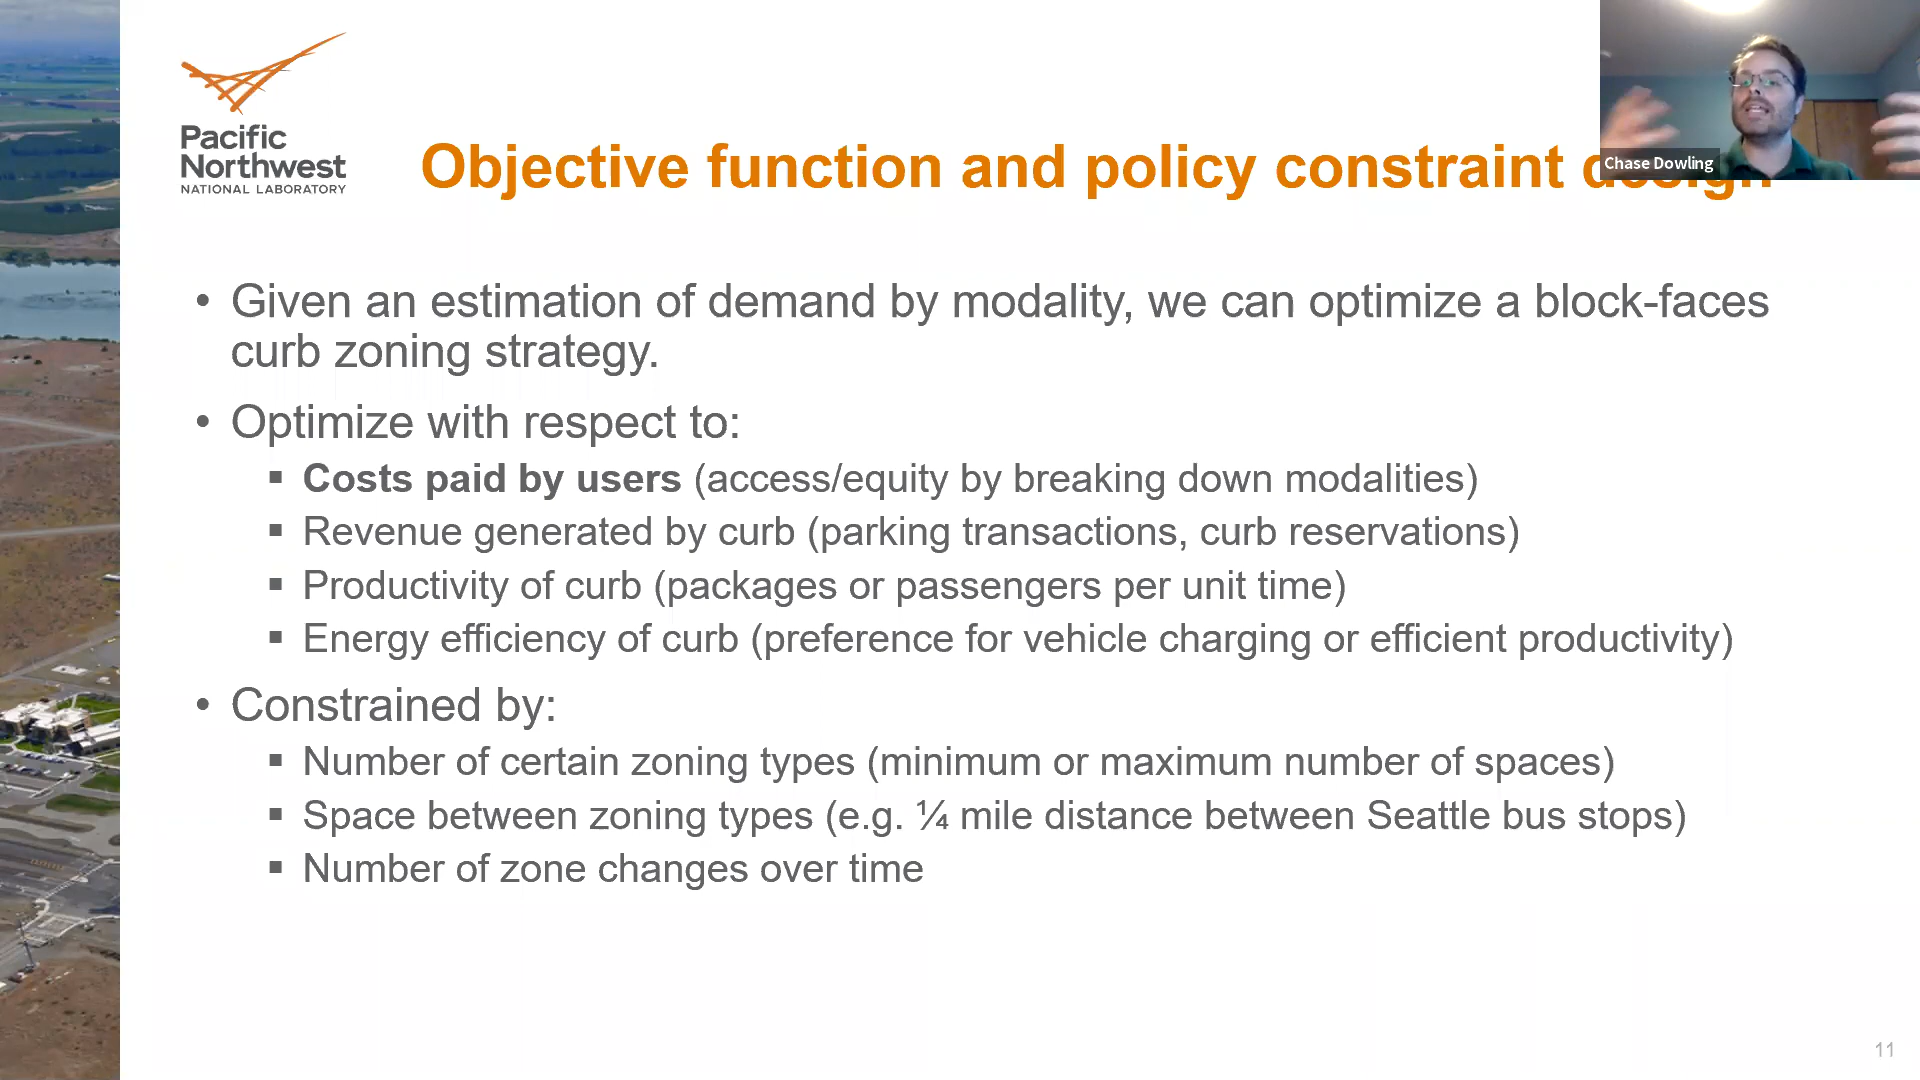 Pacific
Northwest
NATIONAL LABORATORY
Chase Dowling
Objective function and policy constraint design
• Given an estimation of demand by modality, we can optimize a block-faces
curb zoning strategy.
• Optimize with respect to:
▪ Costs paid by users (access/equity by breaking down modalities)
▪ Revenue generated by curb (parking transactions, curb reservations)
▪ Productivity of curb (packages or passengers per unit time)
▪ Energy efficiency of curb (preference for vehicle charging or efficient productivity)
• Constrained by:
▪ Number of certain zoning types (minimum or maximum number of spaces)
▪ Space between zoning types (e.g. ¼ mile distance between Seattle bus stops)
▪ Number of zone changes over time
11